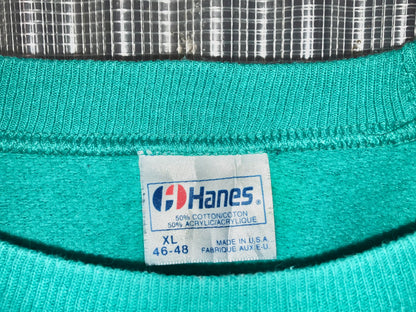 Hanes®
50% COTTON/COTON
50% ACRYLIC/ACRYLIQUE
XL
46-48
MADE IN U.S.A.
FABRIQUE AUX E-U.